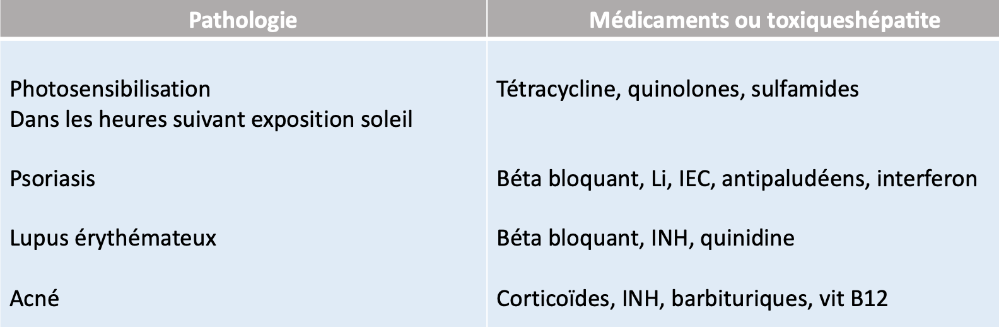 Pathologie
Médicaments ou toxiqueshépatite
Photosensibilisation
Tétracycline, quinolones, sulfamides
Dans les heures suivant exposition soleil
Psoriasis
Béta bloquant, Li, IEC, antipaludéens, interferon
Lupus érythémateux
Béta bloquant, INH, quinidine
Acné
Corticoïdes, INH, barbituriques, vit B12